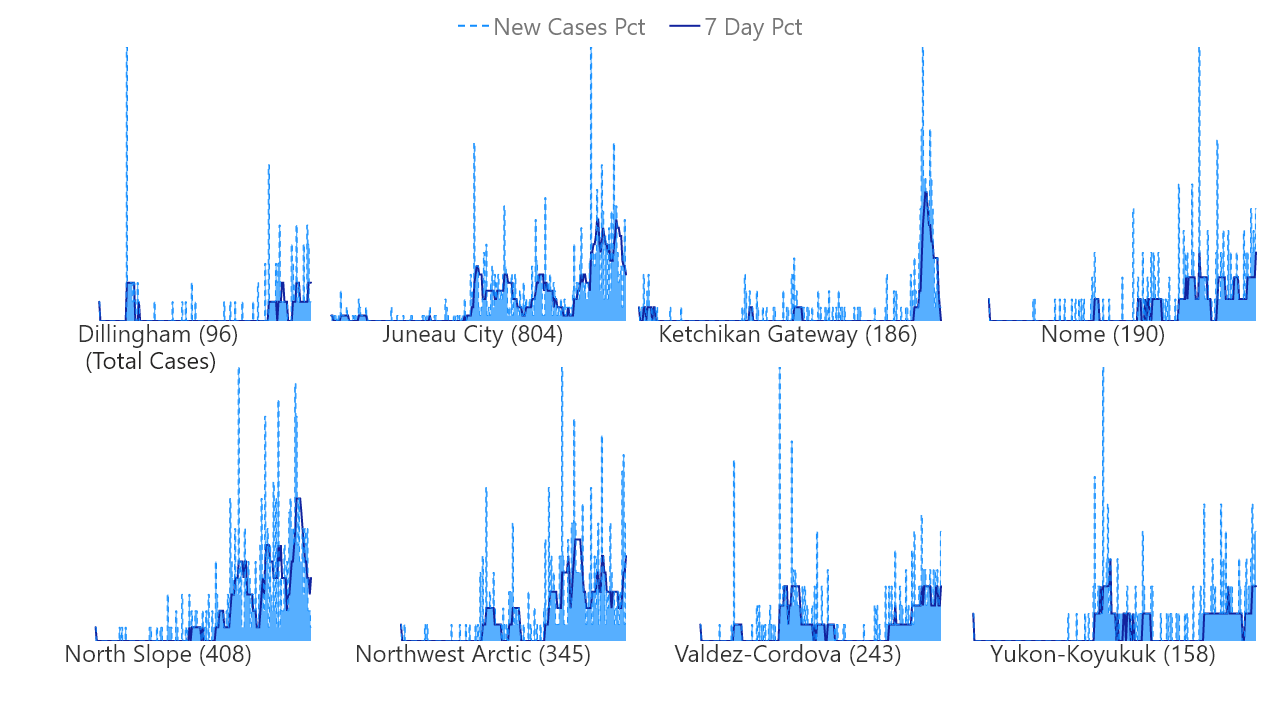 New Cases Pct 7 Day Pct
Dillingham (96) Juneau City (804) Ketchikan Gateway (186) Nome (190)
(Total Cases)
North Slope (408) Northwest Arctic (345) Valdez-Cordova (243) Yukon-Koyukuk (158)